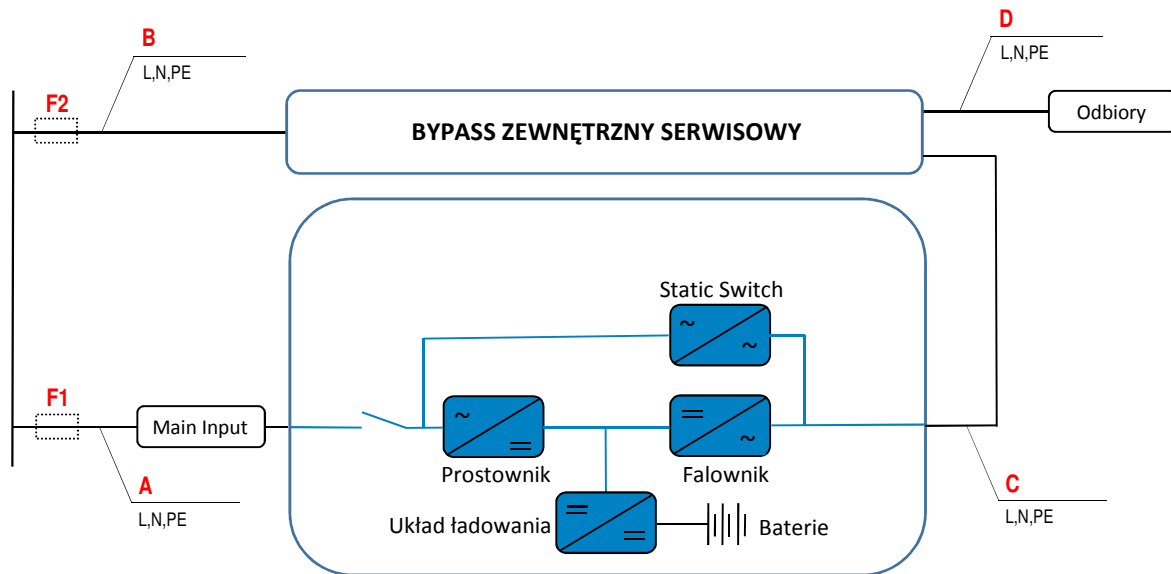 B
L,N,PE
D
L,N,PE
F2
BYPASS ZEWNĘTRZNY SERWISOWY
Odbiory
Static Switch
~
~
F1
Main Input
~
~
Prostownik
Falownik
A
L,N,PE
C
L,N,PE
Układ ładowania
Baterie